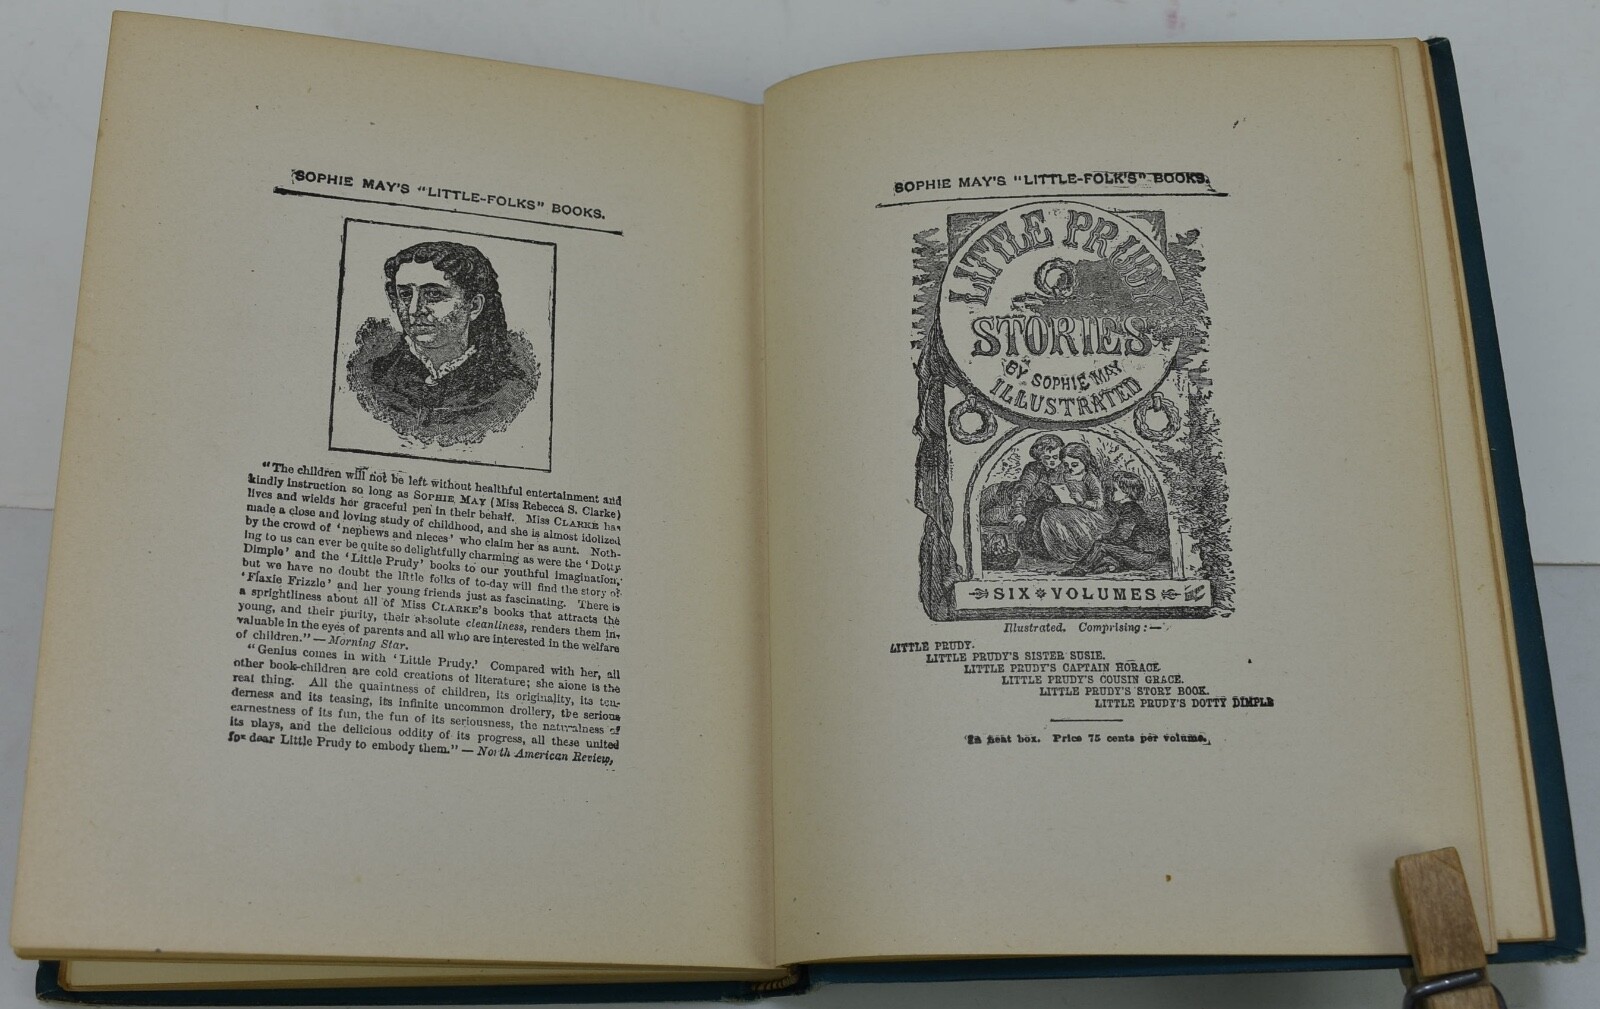 SOPHIE MAY'S "LITTLE-FOLKS" BOOKS.
"The children will not be left without healthful entertainment and
kindly instruction so long as SOPHIE MAY (Miss Rebecca S. Clarke)
lives and wields her graceful pen in their behalf. Miss CLARKE has
made a close and loving study of childhood, and she is almost idolized
by the crowd of 'nephews and nieces' who claim her as aunt. Noth-
ing to us can ever be quite so delightfully charming as were the 'Dotty
Dimple' and the 'Little Prudy' books to our youthful imagination,
but we have no doubt the little folks of to-day will find the story of
'Flaxie Frizzle' and her young friends just as fascinating. There is
a sprightliness about all of Miss CLARKE'S books that attracts the
young, and their purity, their absolute cleanliness, renders them in-
valuable in the eyes of parents and all who are interested in the welfare
of children." — Morning Star.
"Genius comes in with 'Little Prudy.' Compared with her, all
other book-children are cold creations of literature; she alone is the
real thing. All the quaintness of children, its originality, its ten-
derness and its teasing, its infinite uncommon drollery, the serious
earnestness of its fun, the fun of its seriousness, the naturalness of
its plays, and the delicious oddity of its progress, all these united
for dear Little Prudy to embody them." — North American Review,
SOPHIE MAY'S "LITTLE-FOLK'S" BOOKS.
LITTLE PRUDY
STORIES
BY SOPHIE MAY
ILLUSTRATED
SIX VOLUMES
Illustrated. Comprising: —
LITTLE PRUDY.
LITTLE PRUDY'S SISTER SUSIE.
LITTLE PRUDY'S CAPTAIN HORACE
LITTLE PRUDY'S COUSIN GRACE.
LITTLE PRUDY'S STORY BOOK.
LITTLE PRUDY'S DOTTY DIMPLE
In neat box. Price 75 cents per volume.